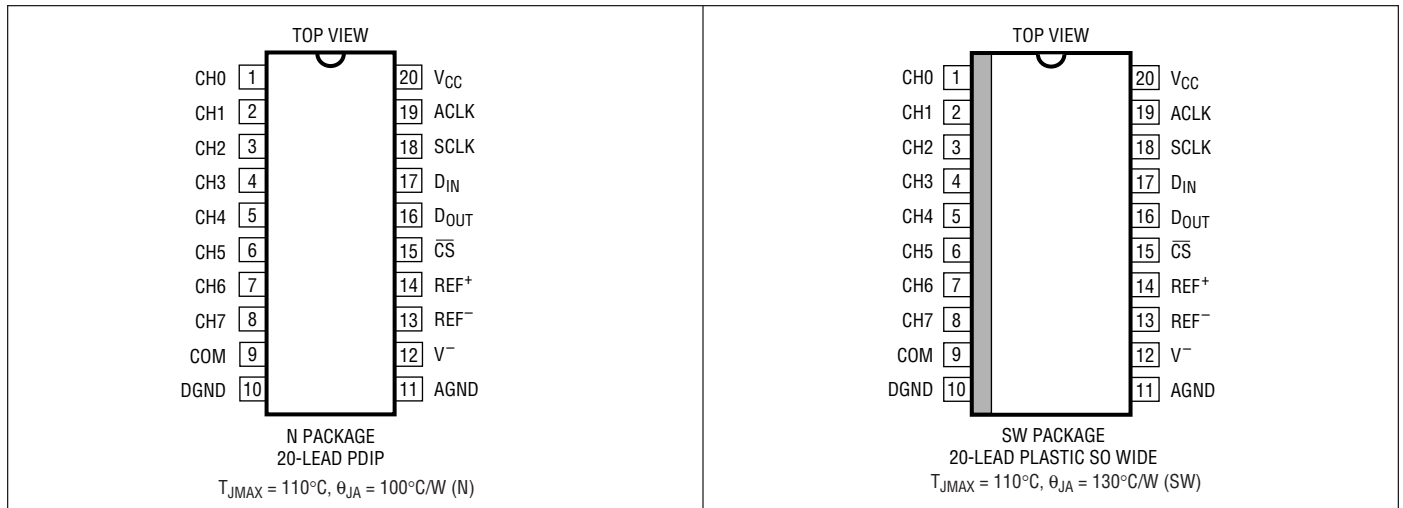 TOP VIEW
CH0 1 20 VCC
CH1 2 19 ACLK
CH2 3 18 SCLK
CH3 4 17 DIN
CH4 5 16 DOUT
CH5 6 15 C̅S̅
CH6 7 14 REF+
CH7 8 13 REF–
COM 9 12 V–
DGND 10 11 AGND
N PACKAGE
20-LEAD PDIP
TJMAX = 110°C, θJA = 100°C/W (N)
TOP VIEW
CH0 1 20 VCC
CH1 2 19 ACLK
CH2 3 18 SCLK
CH3 4 17 DIN
CH4 5 16 DOUT
CH5 6 15 C̅S̅
CH6 7 14 REF+
CH7 8 13 REF–
COM 9 12 V–
DGND 10 11 AGND
SW PACKAGE
20-LEAD PLASTIC SO WIDE
TJMAX = 110°C, θJA = 130°C/W (SW)